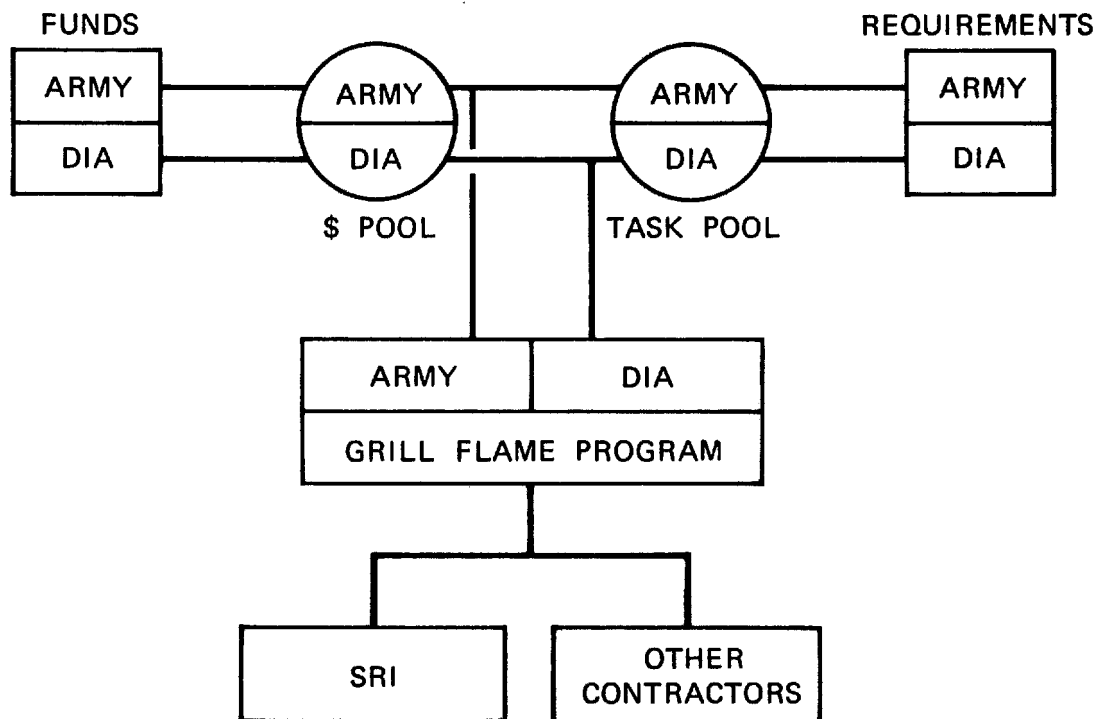 FUNDS
REQUIREMENTS
ARMY
ARMY
ARMY
ARMY
DIA
DIA
DIA
DIA
$ POOL
TASK POOL
ARMY
DIA
GRILL FLAME PROGRAM
SRI
OTHER
CONTRACTORS